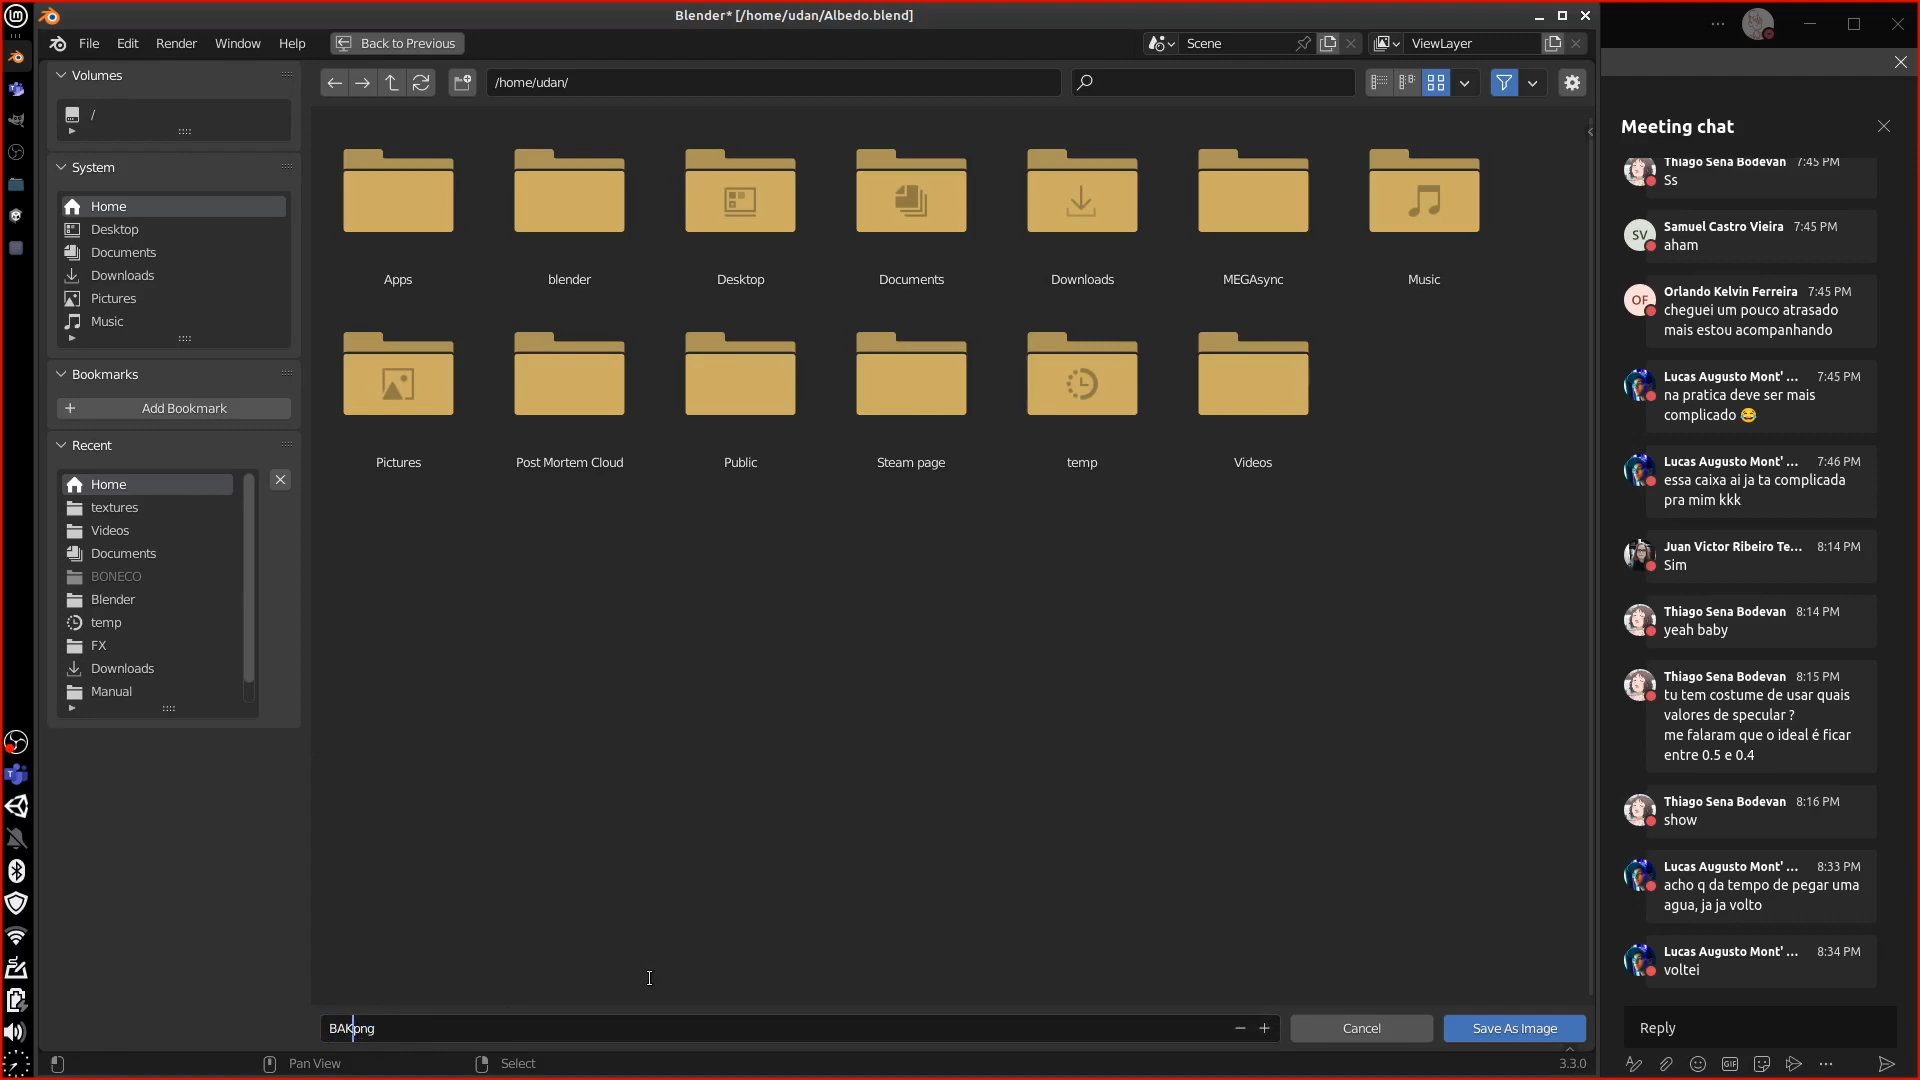 Blender* [/home/udan/Albedo.blend]
File Edit Render Window Help Back to Previous Scene ViewLayer
Volumes
/
System
Home
Desktop
Documents
Downloads
Pictures
Music
Bookmarks
Add Bookmark
Recent
Home
textures
Videos
Documents
BONECO
Blender
temp
FX
Downloads
Manual
/home/udan/
Apps blender Desktop Documents Downloads MEGAsync Music
Pictures Post Mortem Cloud Public Steam page temp Videos
BAKpng
Cancel Save As Image
Pan View Select 3.3.0
Meeting chat
Thiago Sena Bodevan 7:45 PM
Ss
SV
Samuel Castro Vieira 7:45 PM
aham
OF
Orlando Kelvin Ferreira 7:45 PM
cheguei um pouco atrasado
mais estou acompanhando
Lucas Augusto Mont' ... 7:45 PM
na pratica deve ser mais
complicado 😂
Lucas Augusto Mont' ... 7:46 PM
essa caixa ai ja ta complicada
pra mim kkk
Juan Victor Ribeiro Te... 8:14 PM
Sim
Thiago Sena Bodevan 8:14 PM
yeah baby
Thiago Sena Bodevan 8:15 PM
tu tem costume de usar quais
valores de specular ?
me falaram que o ideal é ficar
entre 0.5 e 0.4
Thiago Sena Bodevan 8:16 PM
show
Lucas Augusto Mont' ... 8:33 PM
acho q da tempo de pegar uma
agua, ja ja volto
Lucas Augusto Mont' ... 8:34 PM
voltei
Reply
GIF